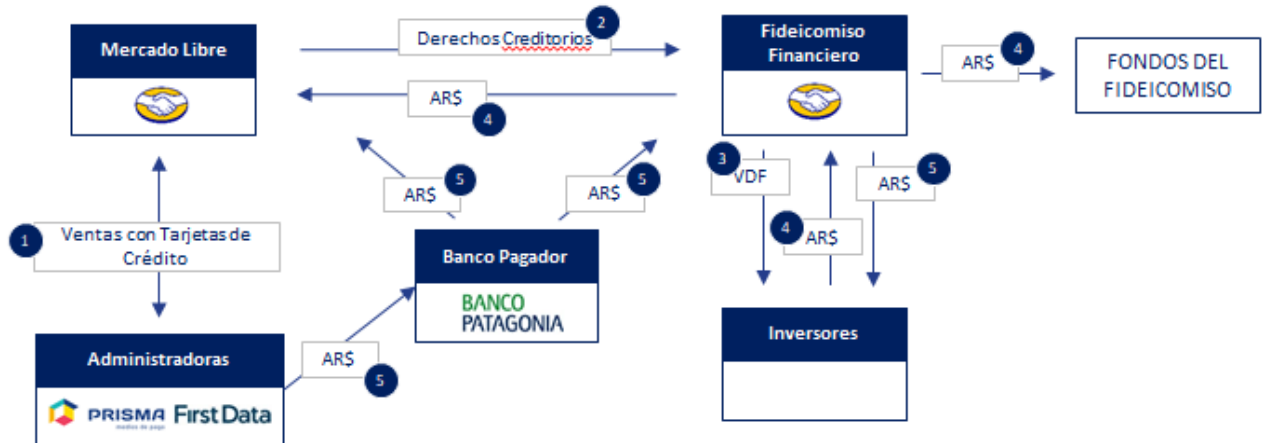 Mercado Libre
Derechos Creditorios
2
Fideicomiso
Financiero
AR$
4
FONDOS DEL
FIDEICOMISO
AR$
4
AR$
5
AR$
5
3
VDF
AR$
5
4
AR$
1
Ventas con Tarjetas de
Crédito
Banco Pagador
BANCO
PATAGONIA
Administradoras
PRISMA
medios de pago
First Data
AR$
5
Inversores